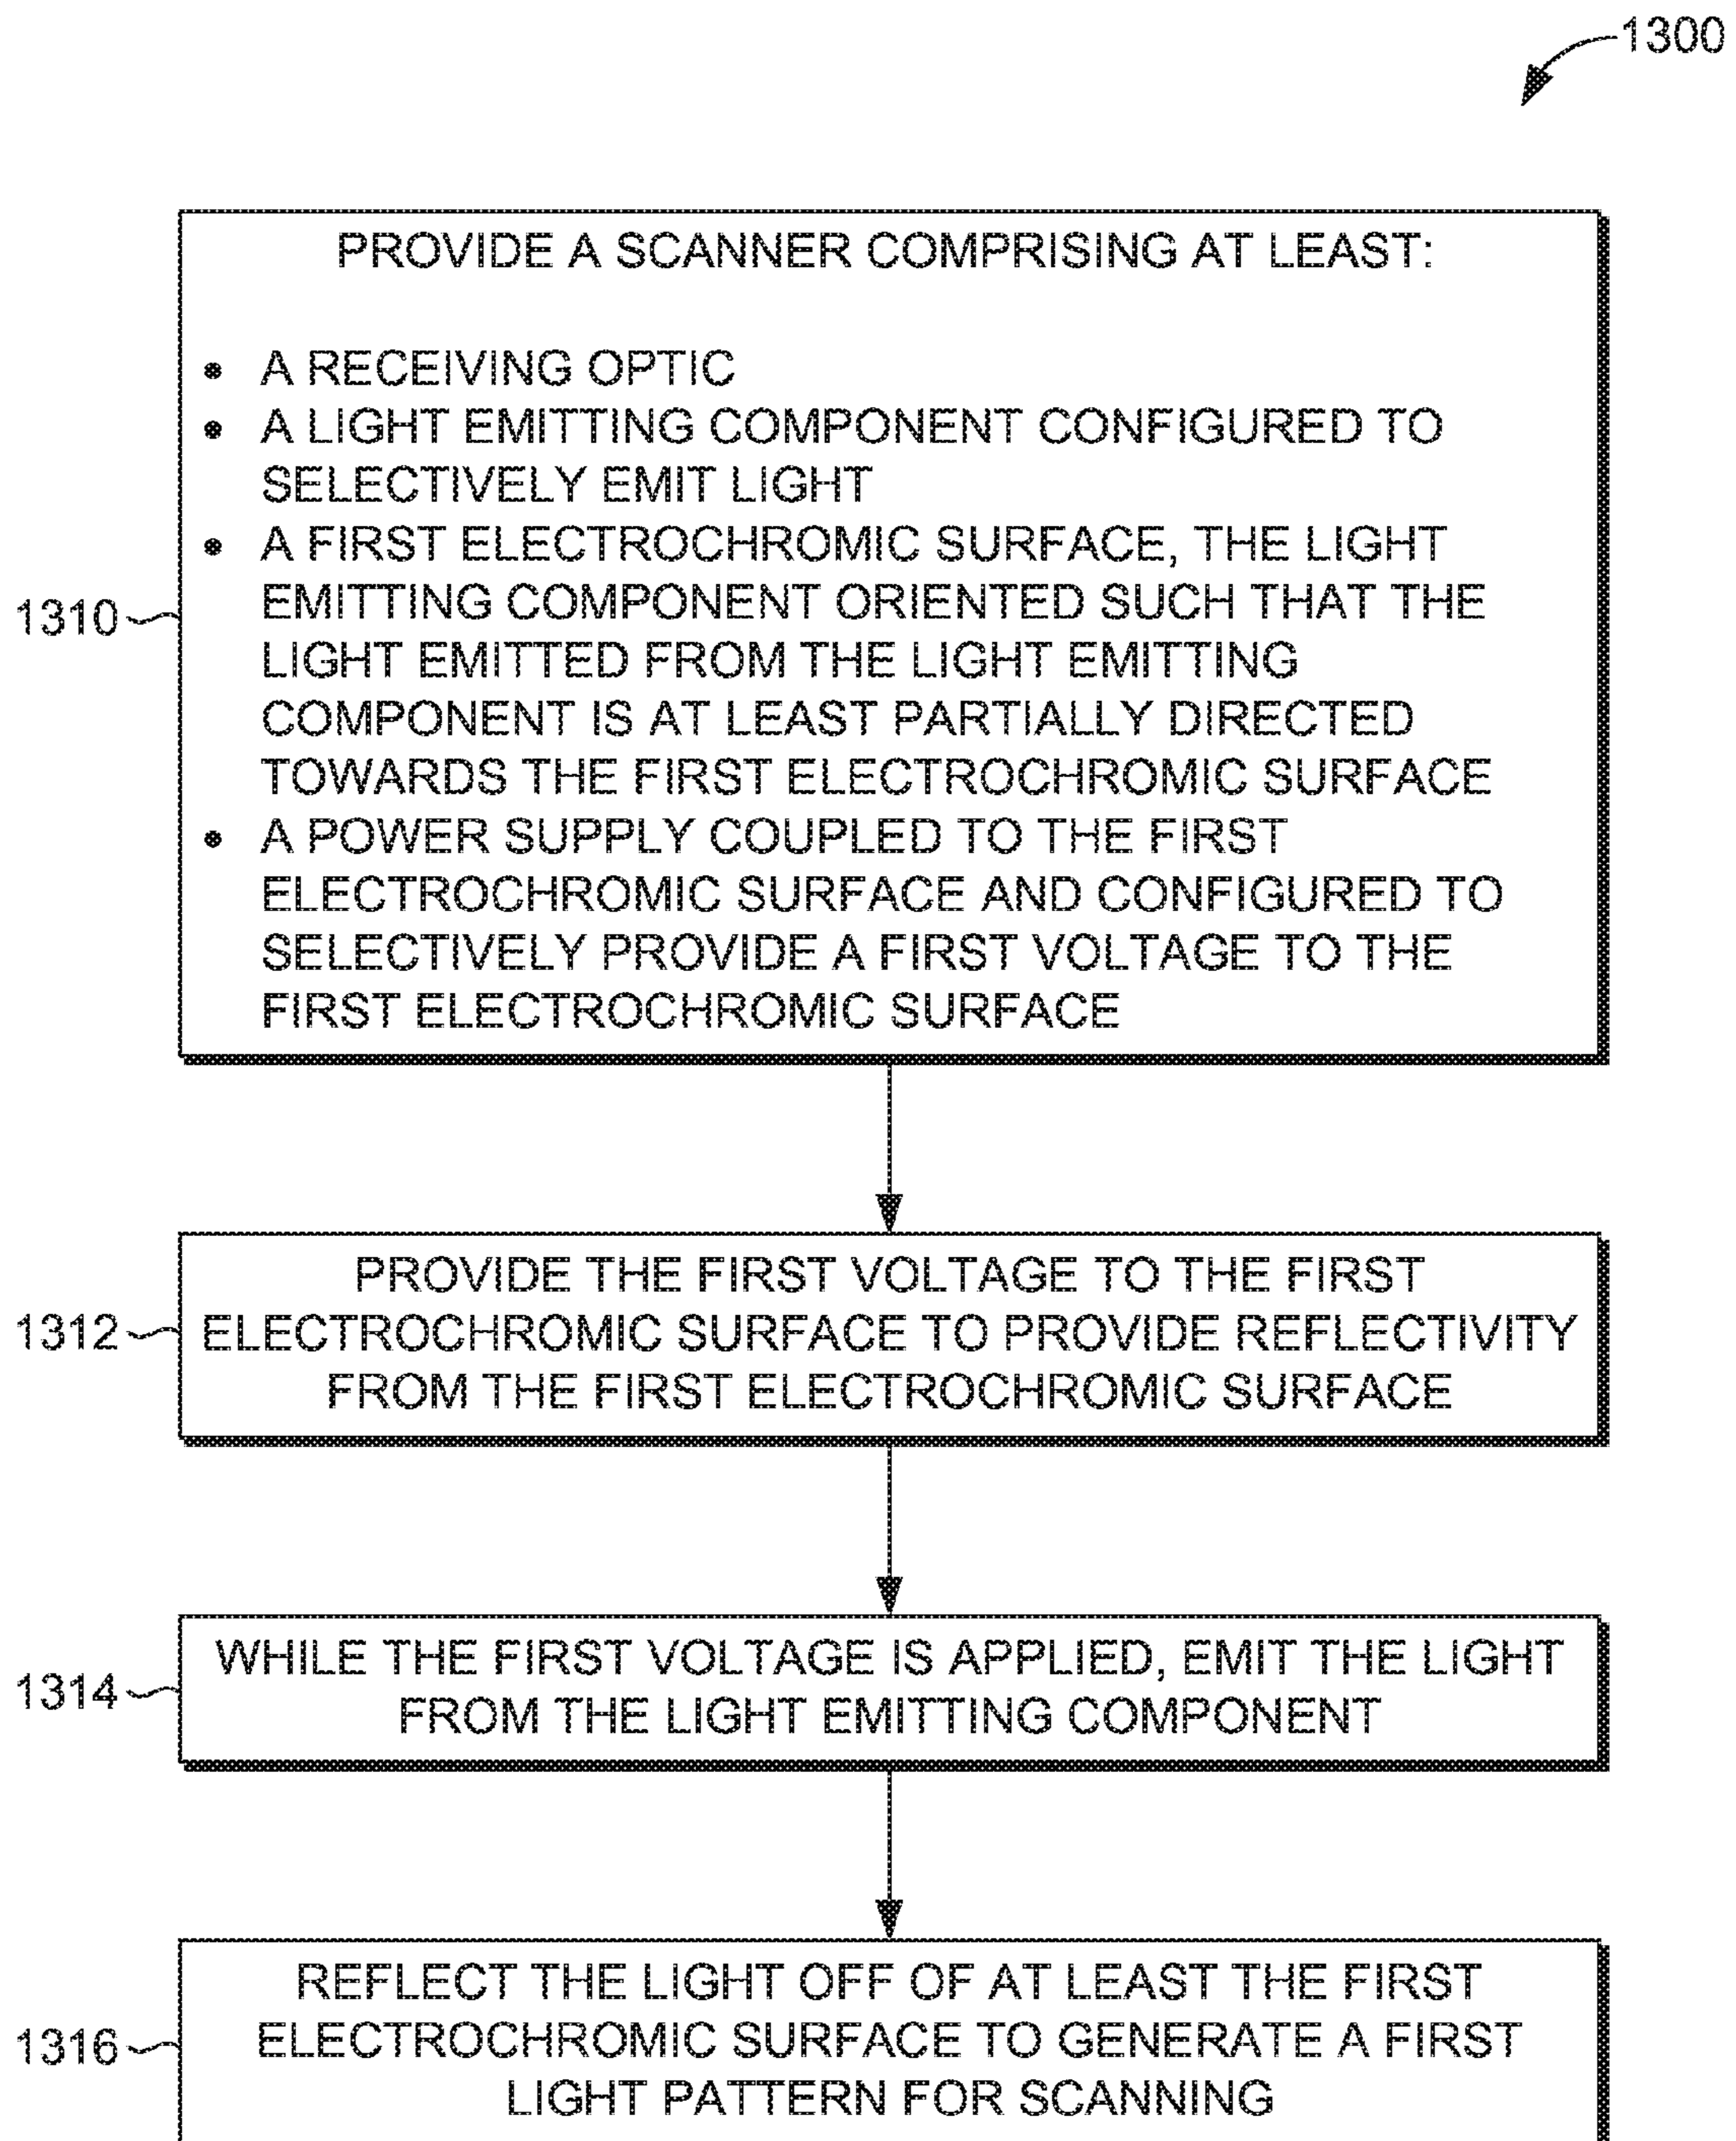 1300
PROVIDE A SCANNER COMPRISING AT LEAST:
• A RECEIVING OPTIC
• A LIGHT EMITTING COMPONENT CONFIGURED TO
SELECTIVELY EMIT LIGHT
• A FIRST ELECTROCHROMIC SURFACE, THE LIGHT
EMITTING COMPONENT ORIENTED SUCH THAT THE
LIGHT EMITTED FROM THE LIGHT EMITTING
COMPONENT IS AT LEAST PARTIALLY DIRECTED
TOWARDS THE FIRST ELECTROCHROMIC SURFACE
• A POWER SUPPLY COUPLED TO THE FIRST
ELECTROCHROMIC SURFACE AND CONFIGURED TO
SELECTIVELY PROVIDE A FIRST VOLTAGE TO THE
FIRST ELECTROCHROMIC SURFACE
1310
PROVIDE THE FIRST VOLTAGE TO THE FIRST
ELECTROCHROMIC SURFACE TO PROVIDE REFLECTIVITY
FROM THE FIRST ELECTROCHROMIC SURFACE
1312
WHILE THE FIRST VOLTAGE IS APPLIED, EMIT THE LIGHT
FROM THE LIGHT EMITTING COMPONENT
1314
REFLECT THE LIGHT OFF OF AT LEAST THE FIRST
ELECTROCHROMIC SURFACE TO GENERATE A FIRST
LIGHT PATTERN FOR SCANNING
1316